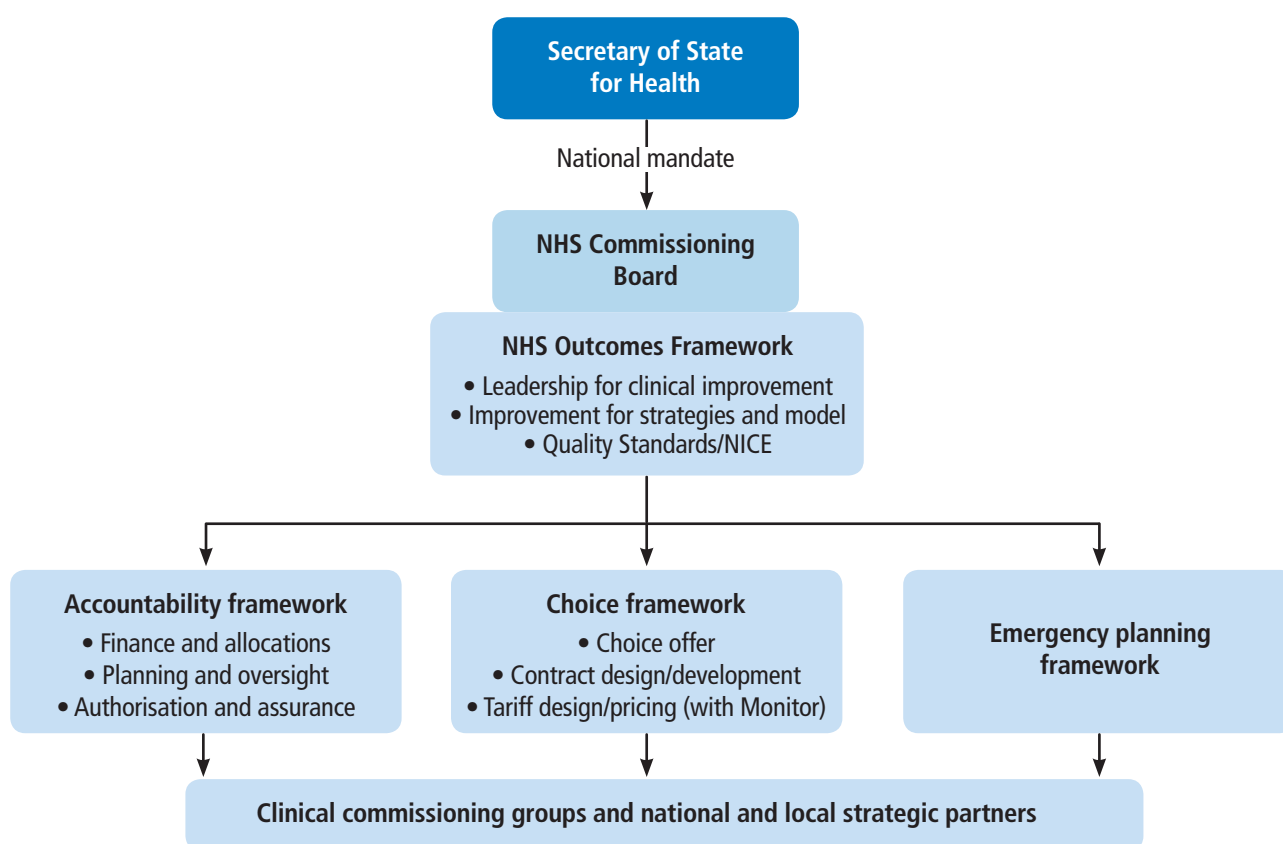 Secretary of State
for Health
National mandate
NHS Commissioning
Board
NHS Outcomes Framework
• Leadership for clinical improvement
• Improvement for strategies and model
• Quality Standards/NICE
Accountability framework
• Finance and allocations
• Planning and oversight
• Authorisation and assurance
Choice framework
• Choice offer
• Contract design/development
• Tariff design/pricing (with Monitor)
Emergency planning
framework
Clinical commissioning groups and national and local strategic partners